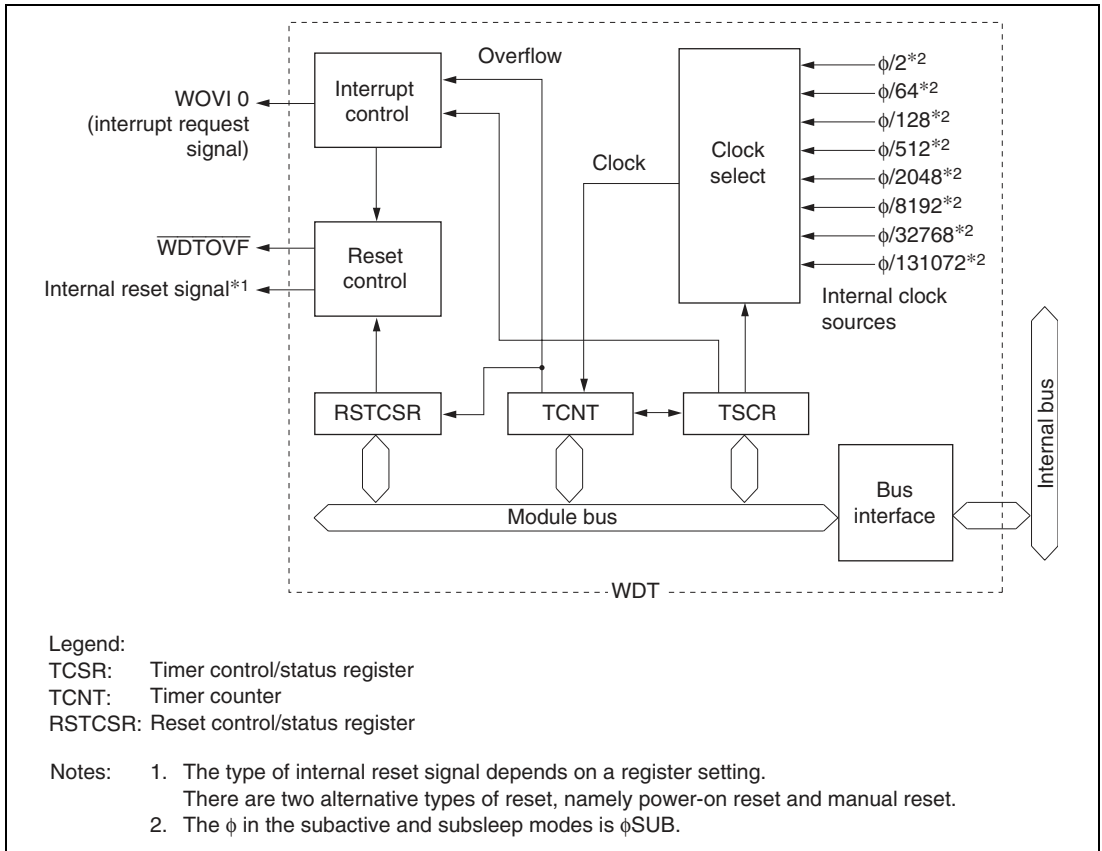 Overflow
Interrupt
control
WOVI 0
(interrupt request
signal)
Clock
Clock
select
ϕ/2*2
ϕ/64*2
ϕ/128*2
ϕ/512*2
ϕ/2048*2
ϕ/8192*2
ϕ/32768*2
ϕ/131072*2
Internal clock
sources
WDTOVF
Internal reset signal*1
Reset
control
RSTCSR
TCNT
TSCR
Module bus
Bus
interface
Internal bus
WDT
Legend:
TCSR: Timer control/status register
TCNT: Timer counter
RSTCSR: Reset control/status register
Notes: 1. The type of internal reset signal depends on a register setting.
There are two alternative types of reset, namely power-on reset and manual reset.
2. The ϕ in the subactive and subsleep modes is ϕSUB.